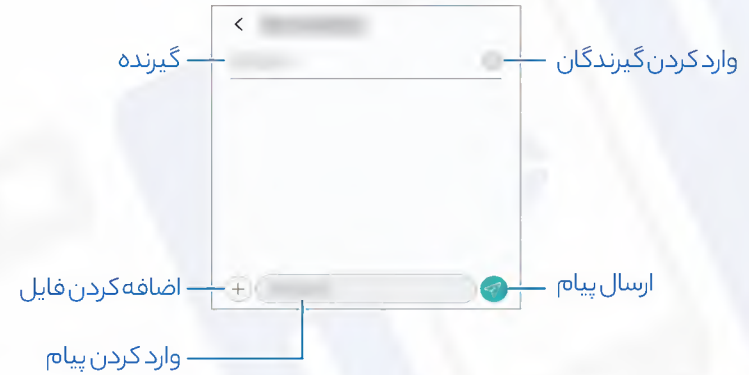 گیرنده
وارد کردن گیرندگان
اضافه کردن فایل
ارسال پیام
وارد کردن پیام